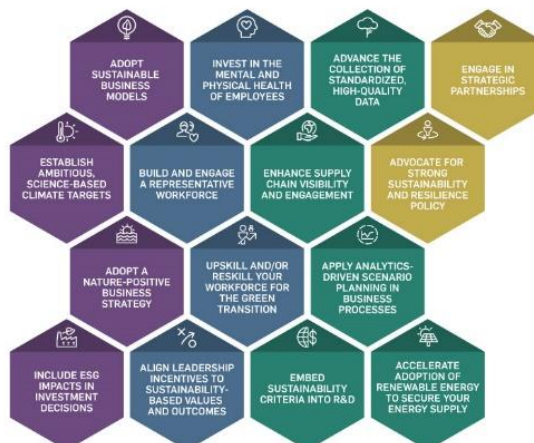 ADOPT
SUSTAINABLE
BUSINESS
MODELS
INVEST IN THE
MENTAL AND
PHYSICAL HEALTH
OF EMPLOYEES
ADVANCE THE
COLLECTION OF
STANDARDIZED,
HIGH-QUALITY
DATA
ENGAGE IN
STRATEGIC
PARTNERSHIPS
ESTABLISH
AMBITIOUS,
SCIENCE-BASED
CLIMATE TARGETS
BUILD AND ENGAGE
A REPRESENTATIVE
WORKFORCE
ENHANCE SUPPLY
CHAIN VISIBILITY
AND ENGAGEMENT
ADVOCATE FOR
STRONG
SUSTAINABILITY
AND RESILIENCE
POLICY
ADOPT A
NATURE-POSITIVE
BUSINESS
STRATEGY
UPSKILL AND/OR
RESKILL YOUR
WORKFORCE FOR
THE GREEN
TRANSITION
APPLY ANALYTICS-
DRIVEN SCENARIO
PLANNING IN
BUSINESS
PROCESSES
INCLUDE ESG
IMPACTS IN
INVESTMENT
DECISIONS
ALIGN LEADERSHIP
INCENTIVES TO
SUSTAINABILITY-
BASED VALUES
AND OUTCOMES
EMBED
SUSTAINABILITY
CRITERIA INTO R&D
ACCELERATE
ADOPTION OF
RENEWABLE ENERGY
TO SECURE YOUR
ENERGY SUPPLY